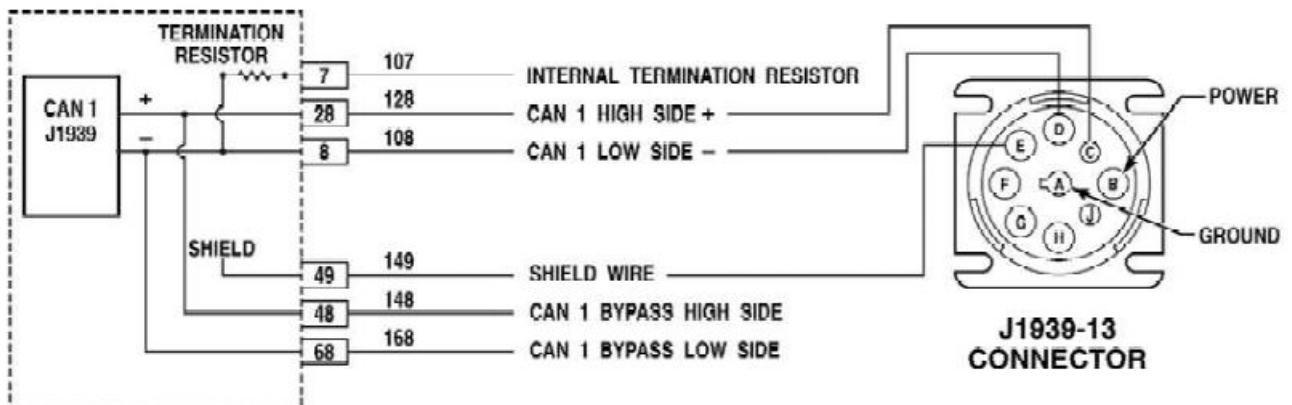 TERMINATION
RESISTOR
CAN 1
J1939
+
−
7 107 INTERNAL TERMINATION RESISTOR
28 128 CAN 1 HIGH SIDE +
8 108 CAN 1 LOW SIDE −
SHIELD
49 149 SHIELD WIRE
48 148 CAN 1 BYPASS HIGH SIDE
68 168 CAN 1 BYPASS LOW SIDE
POWER
D
E C
F A B
G J
H
GROUND
J1939-13
CONNECTOR